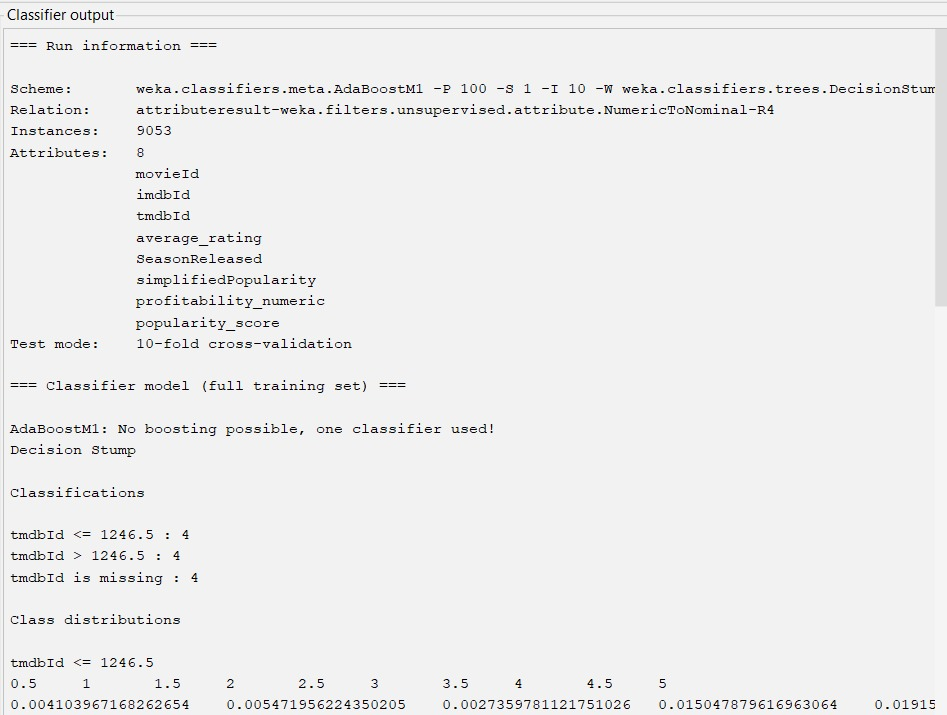 Classifier output
=== Run information ===
Scheme: weka.classifiers.meta.AdaBoostM1 -P 100 -S 1 -I 10 -W weka.classifiers.trees.DecisionStum
Relation: attributeresult-weka.filters.unsupervised.attribute.NumericToNominal-R4
Instances: 9053
Attributes: 8
movieId
imdbId
tmdbId
average_rating
SeasonReleased
simplifiedPopularity
profitability_numeric
popularity_score
Test mode: 10-fold cross-validation
=== Classifier model (full training set) ===
AdaBoostM1: No boosting possible, one classifier used!
Decision Stump
Classifications
tmdbId <= 1246.5 : 4
tmdbId > 1246.5 : 4
tmdbId is missing : 4
Class distributions
tmdbId <= 1246.5
0.5 1 1.5 2 2.5 3 3.5 4 4.5 5
0.004103967168262654 0.005471956224350205 0.0027359781121751026 0.015047879616963064 0.01915